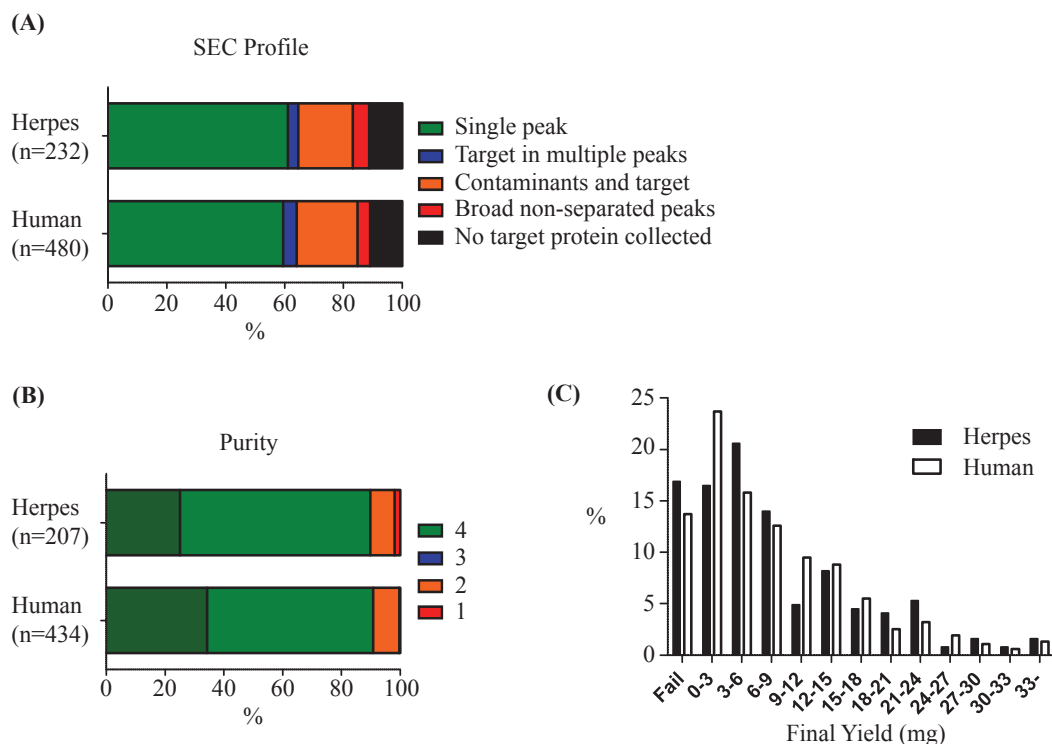 (A)
SEC Profile
Herpes
(n=232)
Human
(n=480)
0 20 40 60 80 100
%
Single peak
Target in multiple peaks
Contaminants and target
Broad non-separated peaks
No target protein collected
(B)
Purity
Herpes
(n=207)
Human
(n=434)
0 20 40 60 80 100
%
4
3
2
1
(C)
25
20
15
10
5
0
%
Herpes
Human
Fail 0-3 3-6 6-9 9-12 12-15 15-18 18-21 21-24 24-27 27-30 30-33 33-
Final Yield (mg)